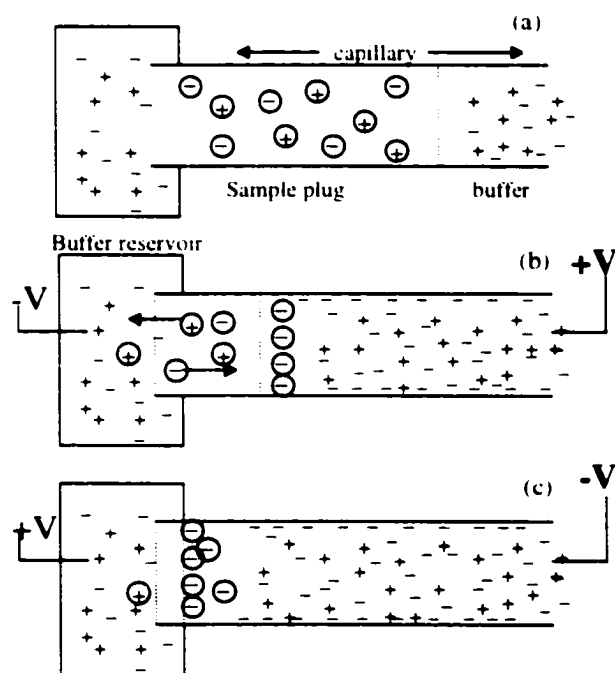 (a)
capillary
Sample plug
buffer
Buffer reservoir
(b)
-V
+V
(c)
+V
-V